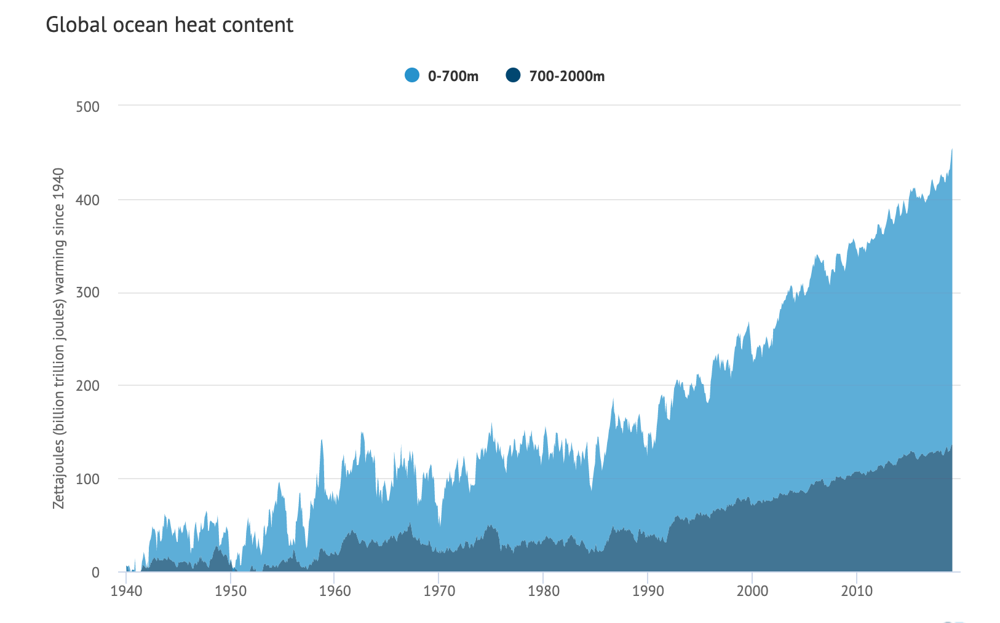 Global ocean heat content
0-700m 700-2000m
500
400
300
200
100
0
Zettajoules (billion trillion joules) warming since 1940
1940 1950 1960 1970 1980 1990 2000 2010